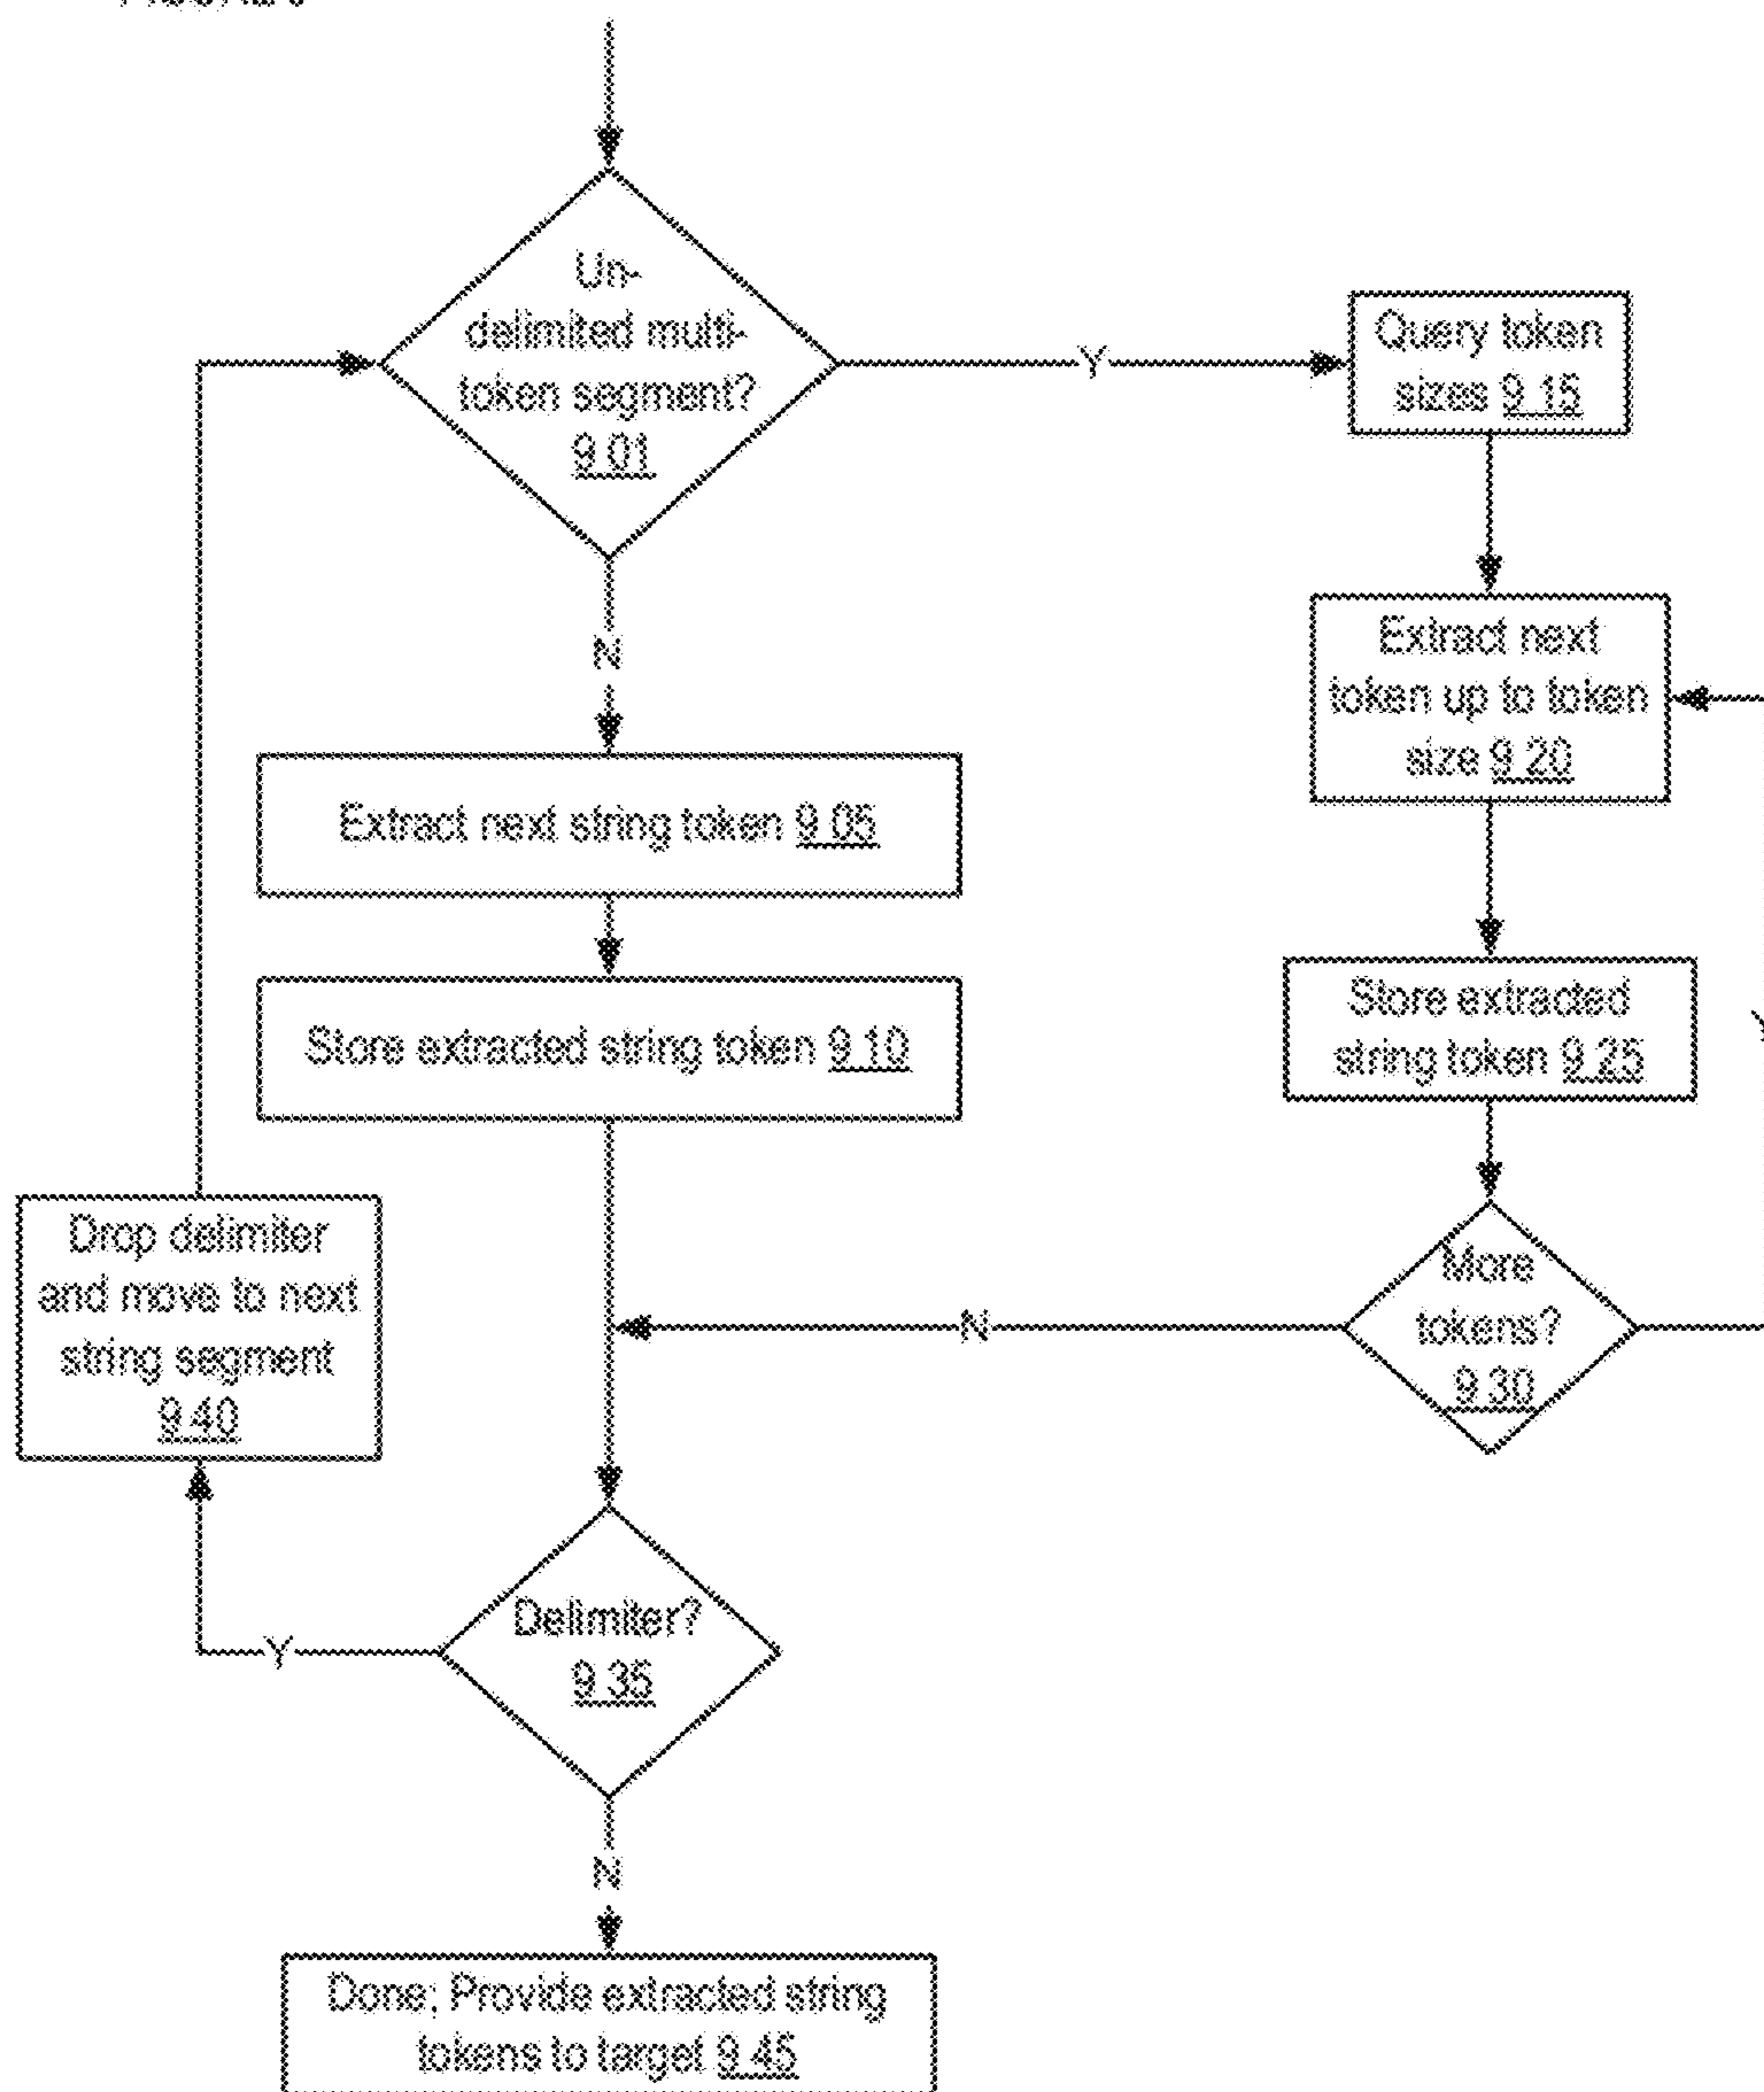 Un-
delimited multi-
token segment?
9.01
Y
Query token
sizes 9.15
N
Extract next
token up to token
size 9.20
Extract next string token 9.05
Store extracted string token 9.10
Store extracted
string token 9.25
Drop delimiter
and move to next
string segment
9.40
More
tokens?
9.30
N
Delimiter?
9.35
Y
N
Done; Provide extracted string
tokens to target 9.45